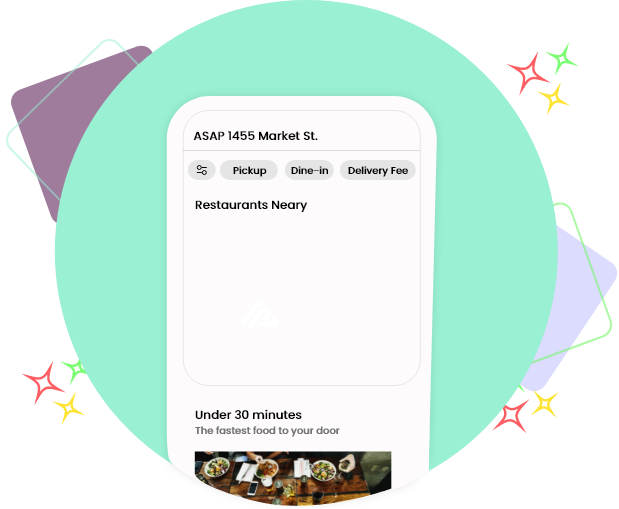 ASAP 1455 Market St.
Pickup Dine-in Delivery Fee
Restaurants Neary
Under 30 minutes
The fastest food to your door